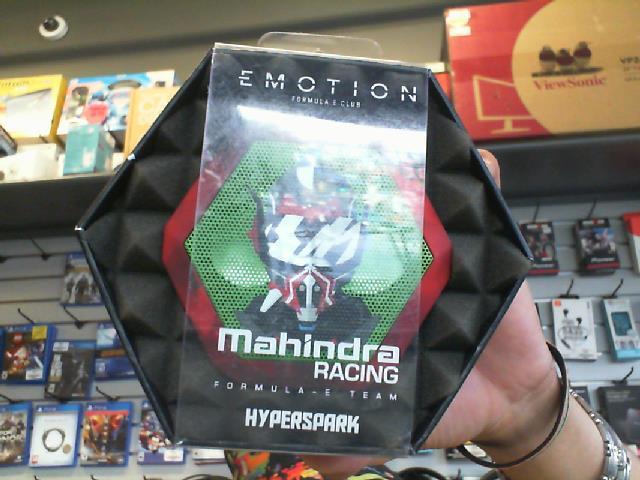 EMOTION
FORMULA E CLUB
Mahindra
RACING
FORMULA-E TEAM
HYPERSPARK
ViewSonic